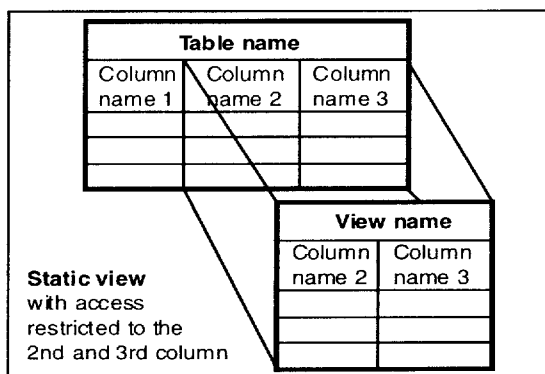 Table name
Column Column Column
name 1 name 2 name 3
View name
Column Column
name 2 name 3
Static view
with access
restricted to the
2nd and 3rd column